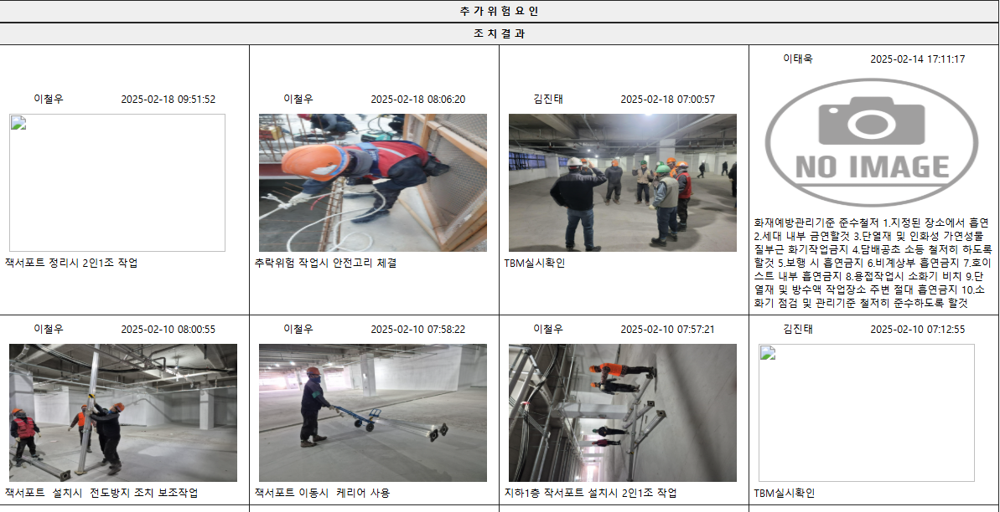 추 가 위 험 요 인
조 치 결 과
이철우 2025-02-18 09:51:52
잭서포트 정리시 2인1조 작업
이철우 2025-02-18 08:06:20
추락위험 작업시 안전고리 체결
김진태 2025-02-18 07:00:57
TBM실시확인
이태욱 2025-02-14 17:11:17
NO IMAGE
화재예방관리기준 준수철저 1.지정된 장소에서 흡연
2.세대 내부 금연할것 3.단열재 및 인화성 가연성물
질부근 화기작업금지 4.담배공초 소등 철저히 하도록
할것 5.보행 시 흡연금지 6.비계상부 흡연금지 7.호이
스트 내부 흡연금지 8.용접작업시 소화기 비치 9.단
열재 및 방수액 작업장소 주변 절대 흡연금지 10.소
화기 점검 및 관리기준 철저히 준수하도록 할것
이철우 2025-02-10 08:00:55
잭서포트 설치시 전도방지 조치 보조작업
이철우 2025-02-10 07:58:22
잭서포트 이동시 케리어 사용
이철우 2025-02-10 07:57:21
지하1층 작서포트 설치시 2인1조 작업
김진태 2025-02-10 07:12:55
TBM실시확인